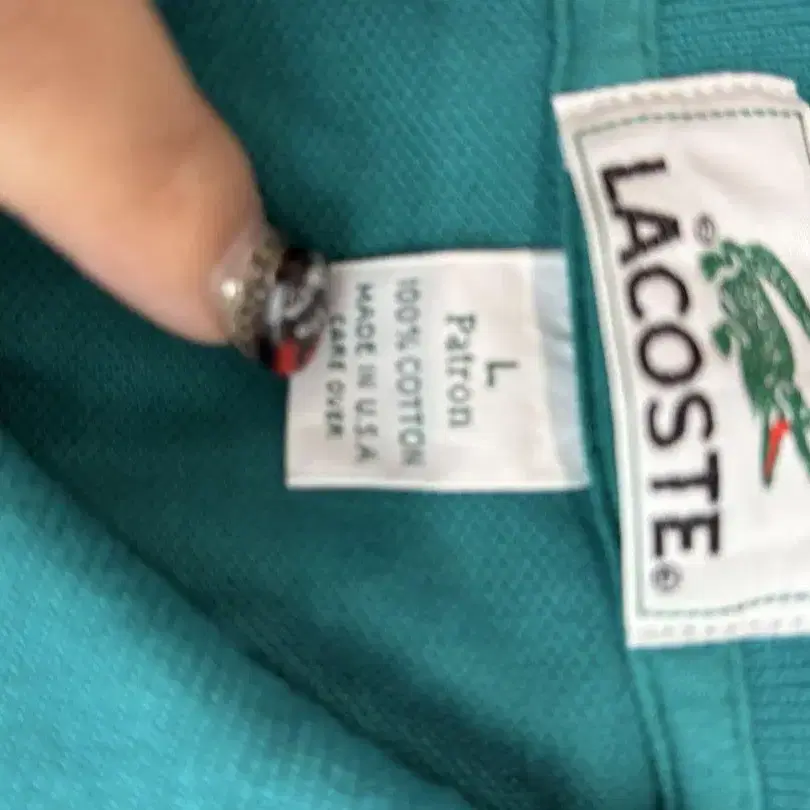 LACOSTE®
L
Patron
100% COTTON
MADE IN U.S.A
CARE OVER